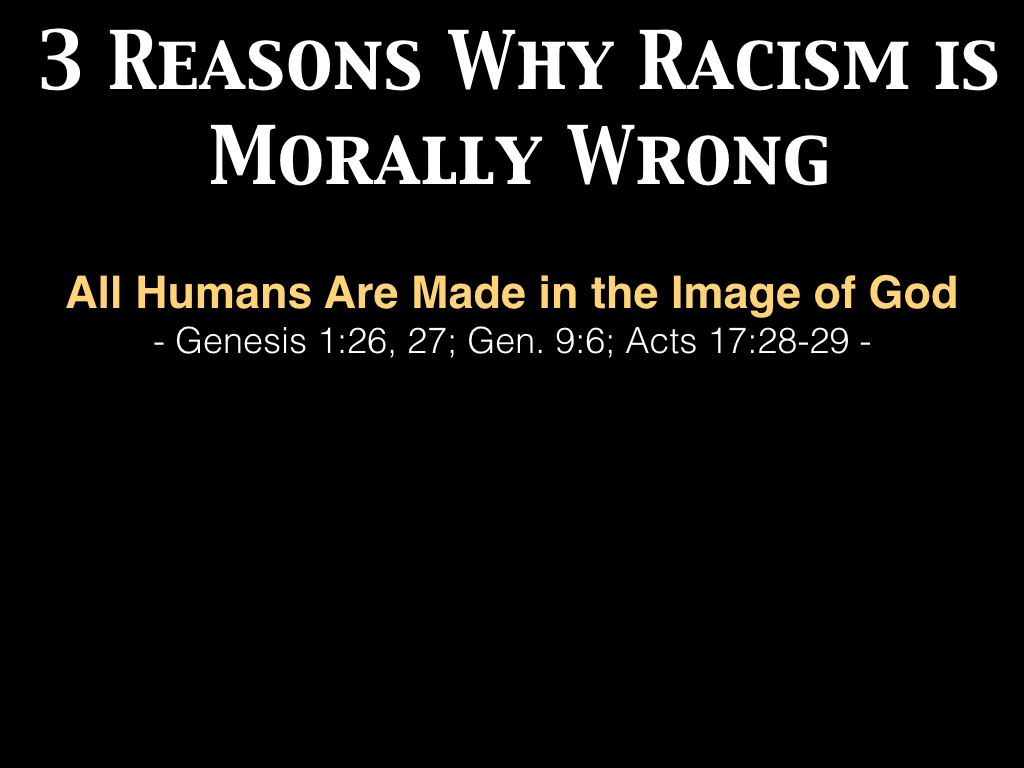 3 Reasons Why Racism is
Morally Wrong
All Humans Are Made in the Image of God
- Genesis 1:26, 27; Gen. 9:6; Acts 17:28-29 -